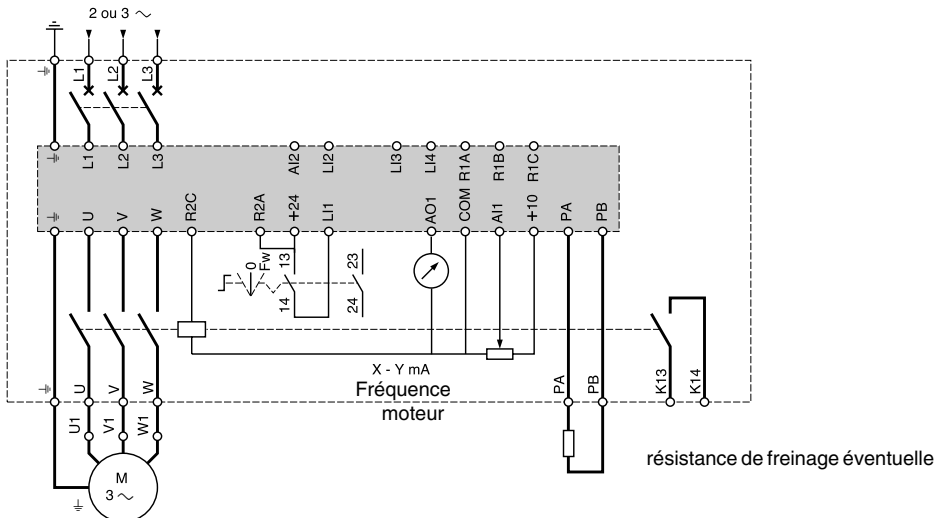 2 ou 3 ~
L1 L2 L3
L1 L2 L3 AI2 LI2 LI3 LI4 R1A R1B R1C
U V W R2C R2A +24 LI1 AO1 COM AI1 +10 PA PB
0 Fw 13 23
14 24
X - Y mA
Fréquence
moteur
U V W PA PB K13 K14
U1 V1 W1
M
3 ~
résistance de freinage éventuelle